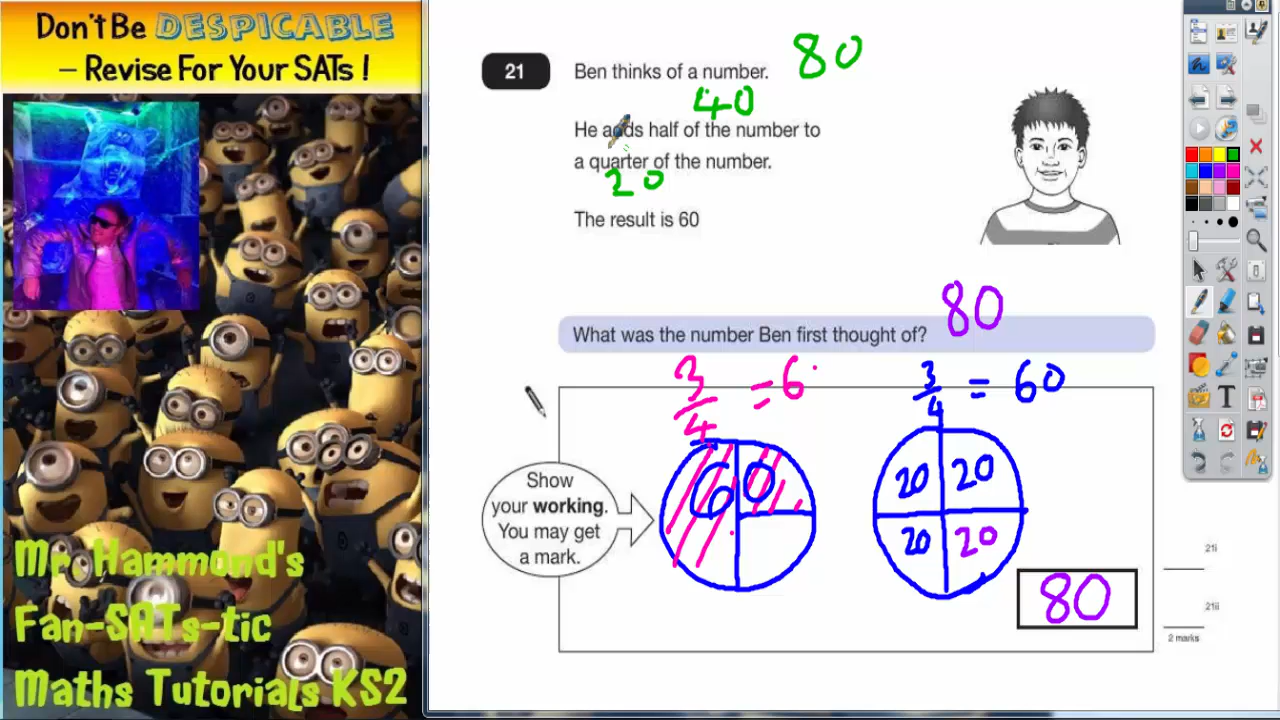 Don't Be DESPICABLE
– Revise For Your SATs !
Mr Hammond's
Fan-SATs-tic
Maths Tutorials KS2
21
Ben thinks of a number. 80
40
He adds half of the number to
a quarter of the number.
20
The result is 60
What was the number Ben first thought of? 80
3/4 = 6
3/4 = 60
60
20 20
20 20
Show
your working.
You may get
a mark.
80
21i
21ii
2 marks